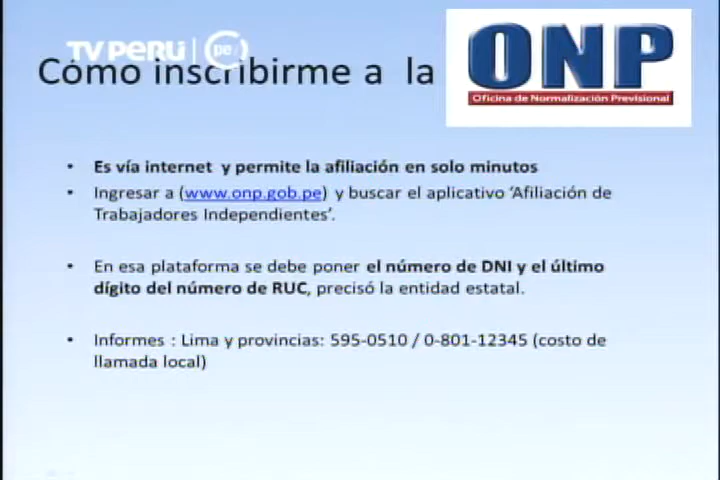 TV PERÚ | pe
Cómo inscribirme a la
ONP
Oficina de Normalización Previsional
• Es vía internet y permite la afiliación en solo minutos
• Ingresar a (www.onp.gob.pe) y buscar el aplicativo ‘Afiliación de
Trabajadores Independientes’.
• En esa plataforma se debe poner el número de DNI y el último
dígito del número de RUC, precisó la entidad estatal.
• Informes : Lima y provincias: 595-0510 / 0-801-12345 (costo de
llamada local)